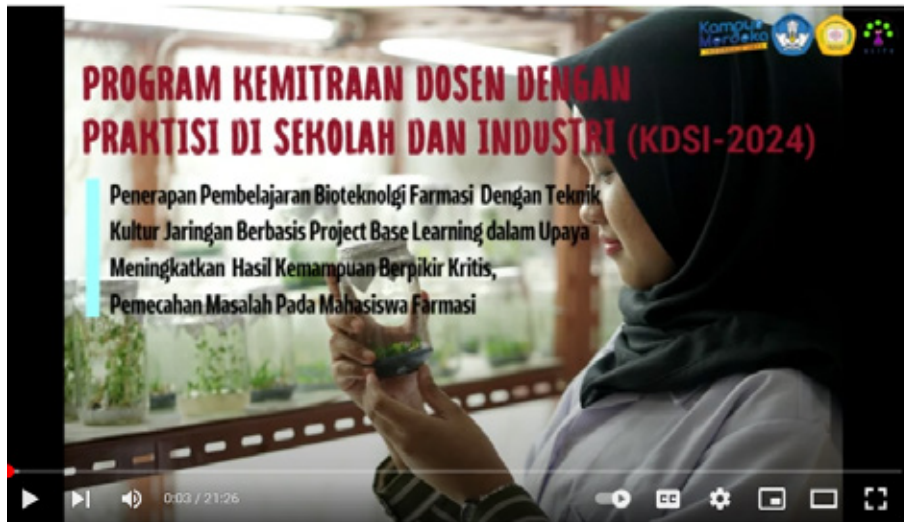 Kampus
Merdeka
PROGRAM KEMITRAAN DOSEN DENGAN
PRAKTISI DI SEKOLAH DAN INDUSTRI (KDSI-2024)
Penerapan Pembelajaran Bioteknolgi Farmasi Dengan Teknik
Kultur Jaringan Berbasis Project Base Learning dalam Upaya
Meningkatkan Hasil Kemampuan Berpikir Kritis,
Pemecahan Masalah Pada Mahasiswa Farmasi
0:03 / 21:26
CC